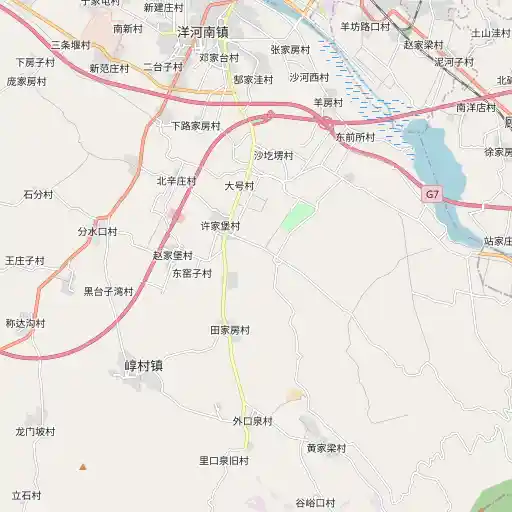 于家屯村
新建庄村
南新村
洋河南镇
羊坊路口村
土山洼村
三条堰村
张家房村
赵家梁村
下房子村
邓家台村
泥河子村
新范庄村
二台子村
庞家房村
郜家洼村
沙河西村
羊房村
南洋店村
下路家房村
东前所村
沙圪塄村
徐家房
北辛庄村
大号村
石分村
G7
分水口村
许家堡村
站家庄
赵家堡村
王庄子村
东窑子村
黑台子湾村
称达沟村
田家房村
崞村镇
外口泉村
龙门坡村
黄家梁村
里口泉旧村
立石村
谷峪口村